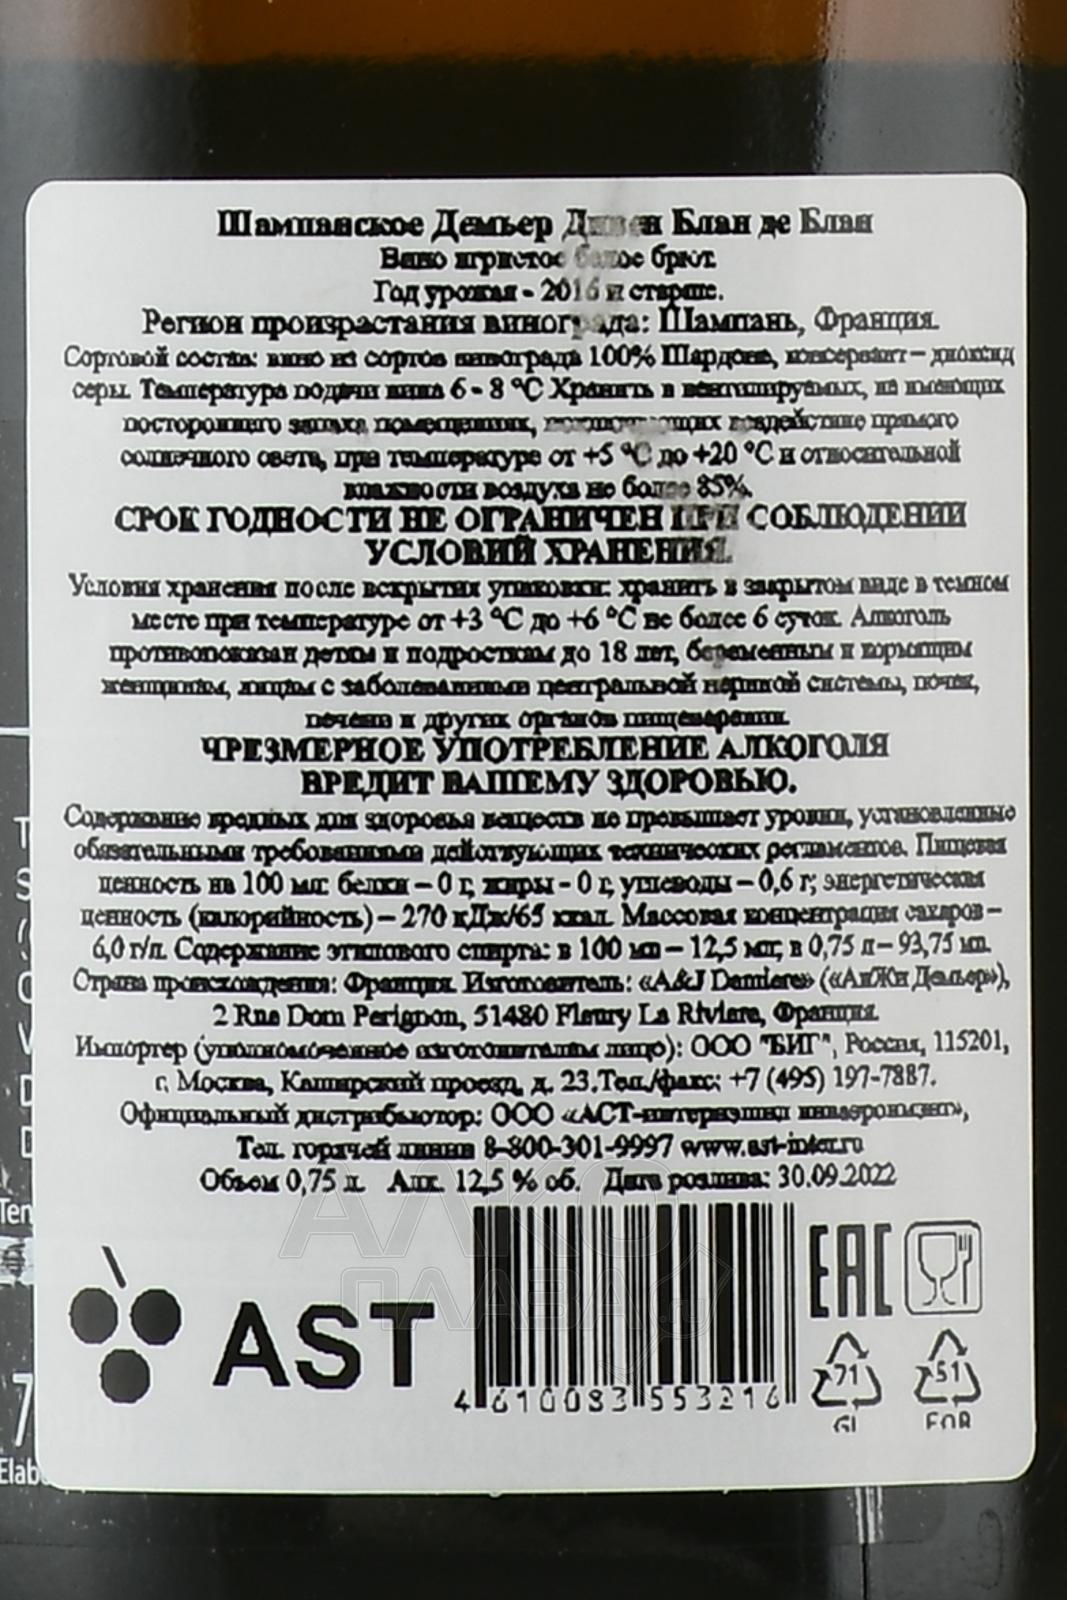 Шампанское Демьер Дивен Блан де Блан
Вино игристое белое брют.
Год урожая - 2016 и старше.
Регион произрастания винограда: Шампань, Франция.
Сортовой состав: вино из сортов винограда 100% Шардоне, консервант – диоксид
серы. Температура подачи вина 6 - 8 °C Хранить в вентилируемых, не имеющих
постороннего запаха помещениях, исключающих воздействие прямого
солнечного света, при температуре от +5 °C до +20 °C и относительной
влажности воздуха не более 85%.
СРОК ГОДНОСТИ НЕ ОГРАНИЧЕН ПРИ СОБЛЮДЕНИИ
УСЛОВИЙ ХРАНЕНИЯ.
Условия хранения после вскрытия упаковки: хранить в закрытом виде в темном
месте при температуре от +3 °C до +6 °C не более 6 суток. Алкоголь
противопоказан детям и подросткам до 18 лет, беременным и кормящим
женщинам, лицам с заболеваниями центральной нервной системы, почек,
печени и других органов пищеварения.
ЧРЕЗМЕРНОЕ УПОТРЕБЛЕНИЕ АЛКОГОЛЯ
ВРЕДИТ ВАШЕМУ ЗДОРОВЬЮ.
Содержание вредных для здоровья веществ не превышает уровни, установленные
обязательными требованиями действующих технических регламентов. Пищевая
ценность на 100 мл: белки – 0 г, жиры - 0 г, углеводы – 0,6 г; энергетическая
ценность (калорийность) – 270 кДж/65 ккал. Массовая концентрация сахаров –
6,0 г/л. Содержание этилового спирта: в 100 мл – 12,5 мл, в 0,75 л – 93,75 мл.
Страна происхождения: Франция. Изготовитель: «A&J Demiere» («АиЖи Демьер»),
2 Rue Dom Perignon, 51480 Fleury La Riviere, Франция.
Импортер (уполномоченное изготовителем лицо): ООО "БИГ", Россия, 115201,
г. Москва, Каширский проезд, д. 23.Тел./факс: +7 (495) 197-7887.
Официальный дистрибьютор: ООО «АСТ-интернэшнл инваэронмэнт»,
Тел. горячей линии 8-800-301-9997 www.ast-inter.ru
Объем 0,75 л. Алк. 12,5 % об. Дата розлива: 30.09.2022
АЛКО
ПЛАЗА
EAC
AST
71
51
4 610083 553216
GL
FOR
Ten
7
Elab